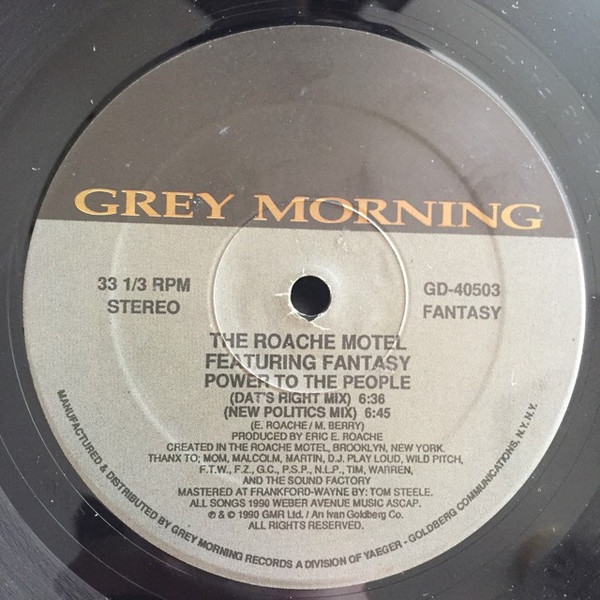 GREY MORNING
33 1/3 RPM
STEREO
GD-40503
FANTASY
THE ROACHE MOTEL
FEATURING FANTASY
POWER TO THE PEOPLE
(DAT'S RIGHT MIX) 6:36
(NEW POLITICS MIX) 6:45
(E. ROACHE / M. BERRY)
PRODUCED BY ERIC E. ROACHE
CREATED IN THE ROACHE MOTEL, BROOKLYN, NEW YORK.
THANX TO; MOM, MALCOLM, MARTIN, D.J. PLAY LOUD, WILD PITCH,
F.T.W., F.Z., G.C., P.S.P., N.L.P., TIM, WARREN,
AND THE SOUND FACTORY
MASTERED AT FRANKFORD-WAYNE BY: TOM STEELE.
ALL SONGS 1990 WEBER AVENUE MUSIC ASCAP.
℗ & © 1990 GMR Ltd. / An Ivan Goldberg Co.
ALL RIGHTS RESERVED.
MANUFACTURED & DISTRIBUTED BY GREY MORNING RECORDS A DIVISION OF YAEGER - GOLDBERG COMMUNICATIONS, N.Y. N.Y.